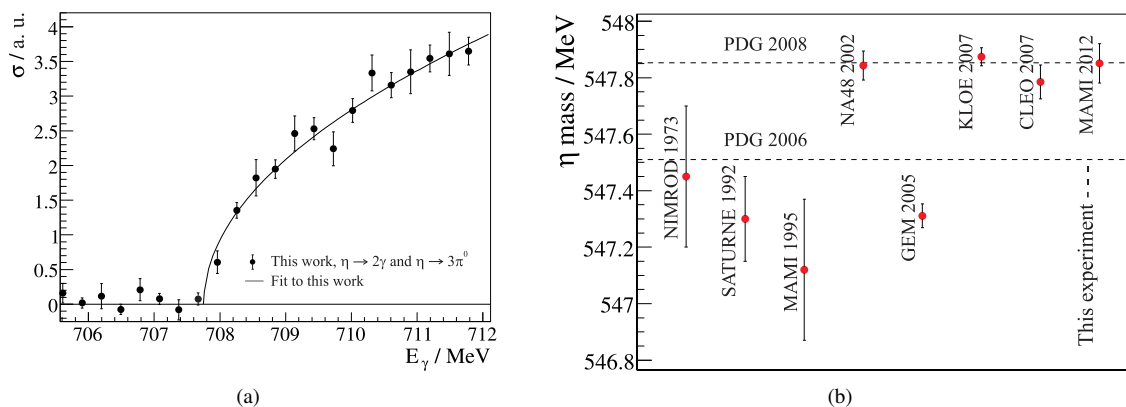 σ / a. u.
4
3.5
3
2.5
2
1.5
1
0.5
0
This work, η → 2γ and η → 3π⁰
Fit to this work
706 707 708 709 710 711 712
E_γ / MeV
(a)
η mass / MeV
548
547.8
547.6
547.4
547.2
547
546.8
PDG 2008
PDG 2006
NIMROD 1973
SATURNE 1992
MAMI 1995
NA48 2002
GEM 2005
KLOE 2007
CLEO 2007
MAMI 2012
This experiment
(b)